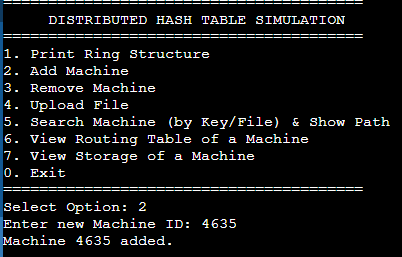 ===========================================
DISTRIBUTED HASH TABLE SIMULATION
===========================================
1. Print Ring Structure
2. Add Machine
3. Remove Machine
4. Upload File
5. Search Machine (by Key/File) & Show Path
6. View Routing Table of a Machine
7. View Storage of a Machine
0. Exit
===========================================
Select Option: 2
Enter new Machine ID: 4635
Machine 4635 added.